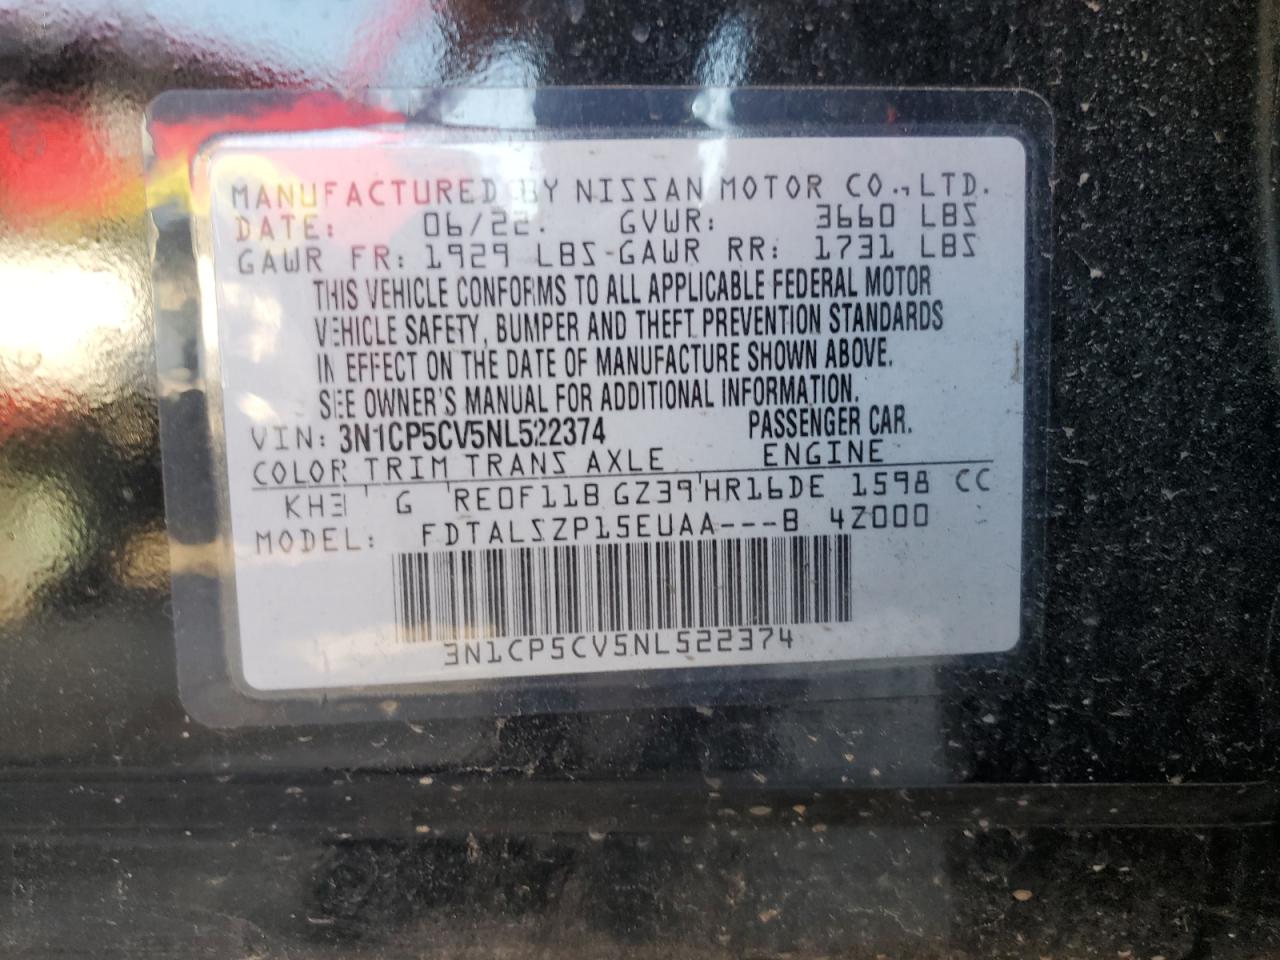 MANUFACTURED BY NISSAN MOTOR CO., LTD.
DATE: 06/22. GVWR: 3660 LBS
GAWR FR: 1929 LBS-GAWR RR: 1731 LBS
THIS VEHICLE CONFORMS TO ALL APPLICABLE FEDERAL MOTOR
VEHICLE SAFETY, BUMPER AND THEFT PREVENTION STANDARDS
IN EFFECT ON THE DATE OF MANUFACTURE SHOWN ABOVE.
SEE OWNER'S MANUAL FOR ADDITIONAL INFORMATION.
VIN: 3N1CP5CV5NL522374 PASSENGER CAR.
COLOR TRIM TRANS AXLE ENGINE
KH3 ' G 'RE0F11B GZ39'HR16DE 1598 CC
MODEL: FDTALSZP15EUAA---B 4Z000
3N1CP5CV5NL522374